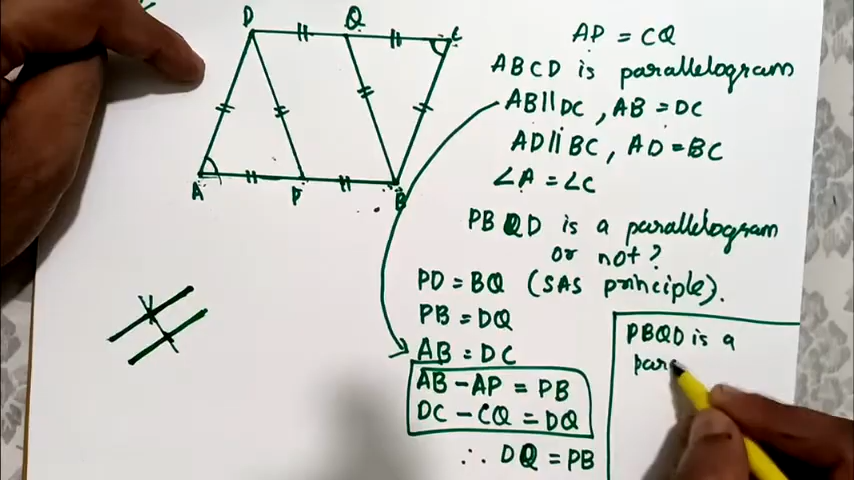 D
Q
C
A
P
B
AP = CQ
ABCD is parallelogram
AB || DC , AB = DC
AD || BC , AD = BC
∠A = ∠C
PBQD is a parallelogram
or not?
PD = BQ (SAS principle).
PB = DQ
AB = DC
AB - AP = PB
DC - CQ = DQ
∴ DQ = PB
PBQD is a
par